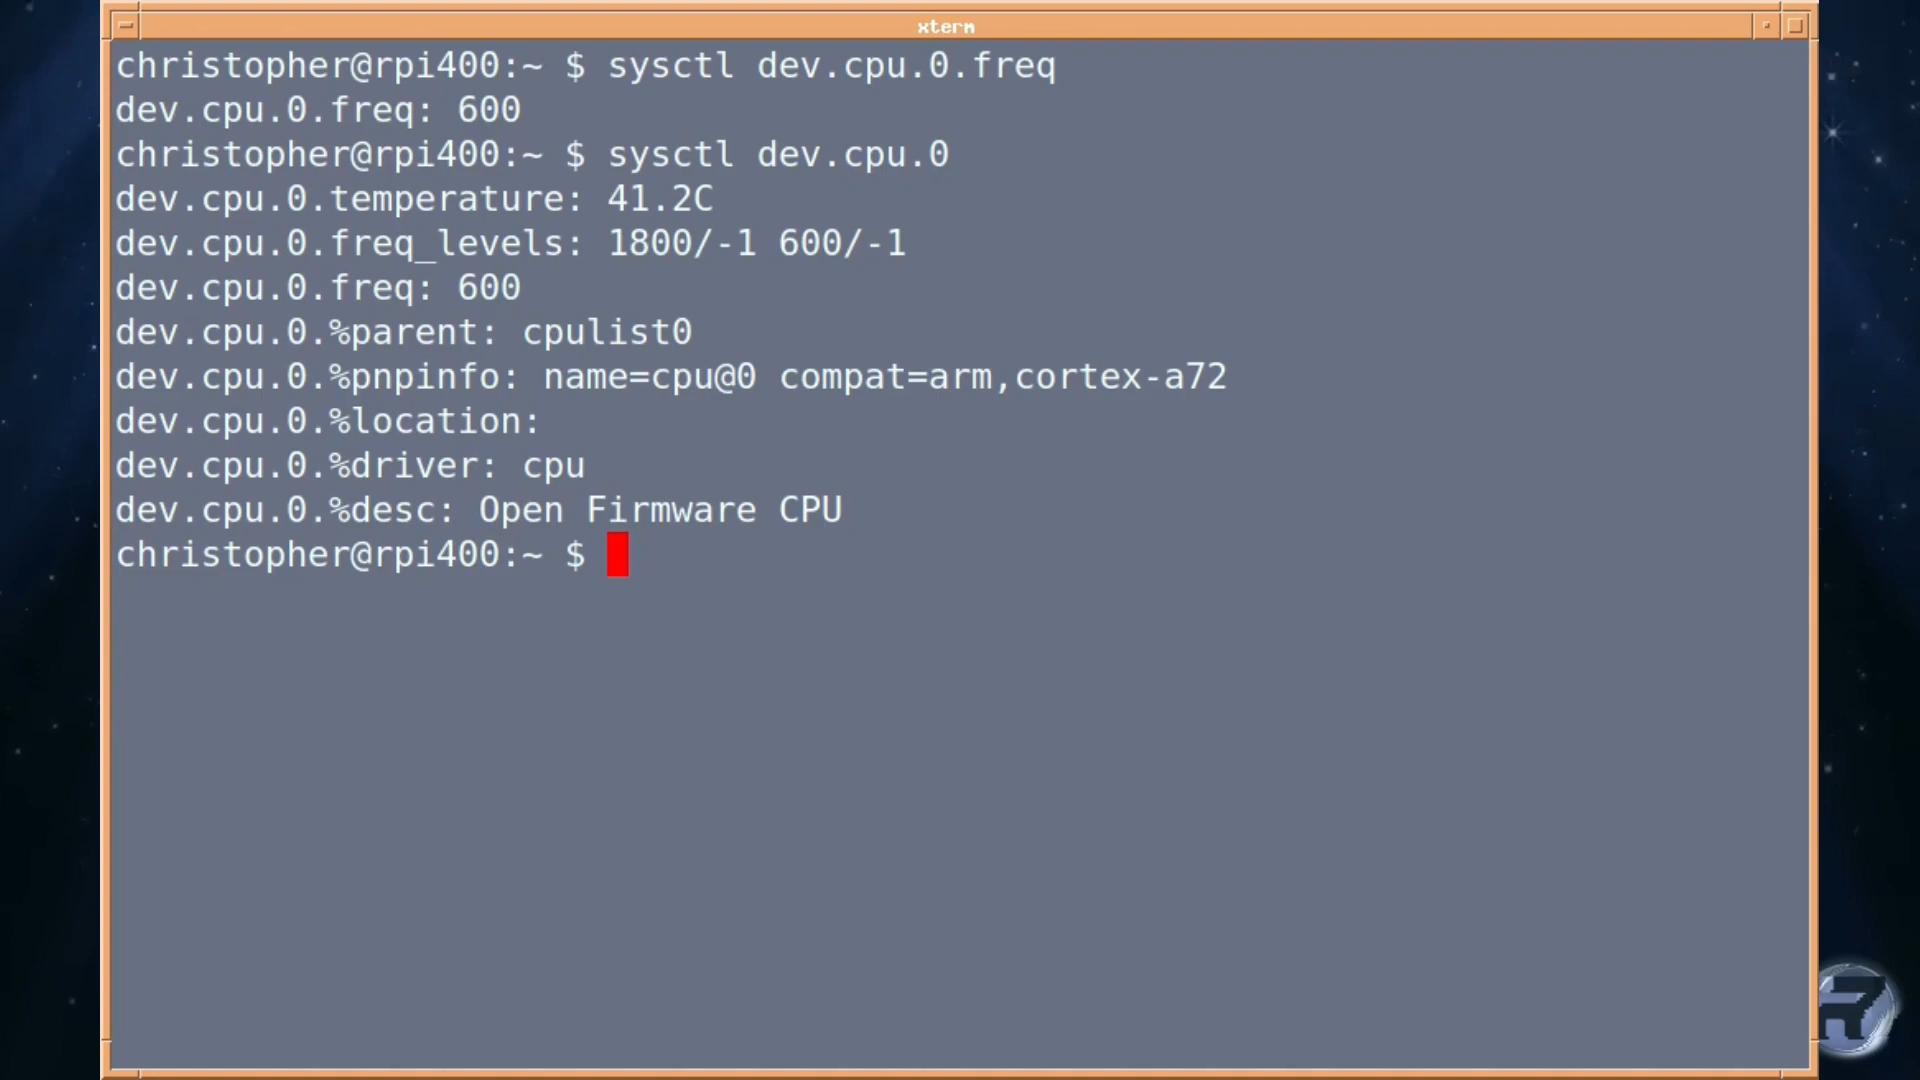 xterm
christopher@rpi400:~ $ sysctl dev.cpu.0.freq
dev.cpu.0.freq: 600
christopher@rpi400:~ $ sysctl dev.cpu.0
dev.cpu.0.temperature: 41.2C
dev.cpu.0.freq_levels: 1800/-1 600/-1
dev.cpu.0.freq: 600
dev.cpu.0.%parent: cpulist0
dev.cpu.0.%pnpinfo: name=cpu@0 compat=arm,cortex-a72
dev.cpu.0.%location:
dev.cpu.0.%driver: cpu
dev.cpu.0.%desc: Open Firmware CPU
christopher@rpi400:~ $